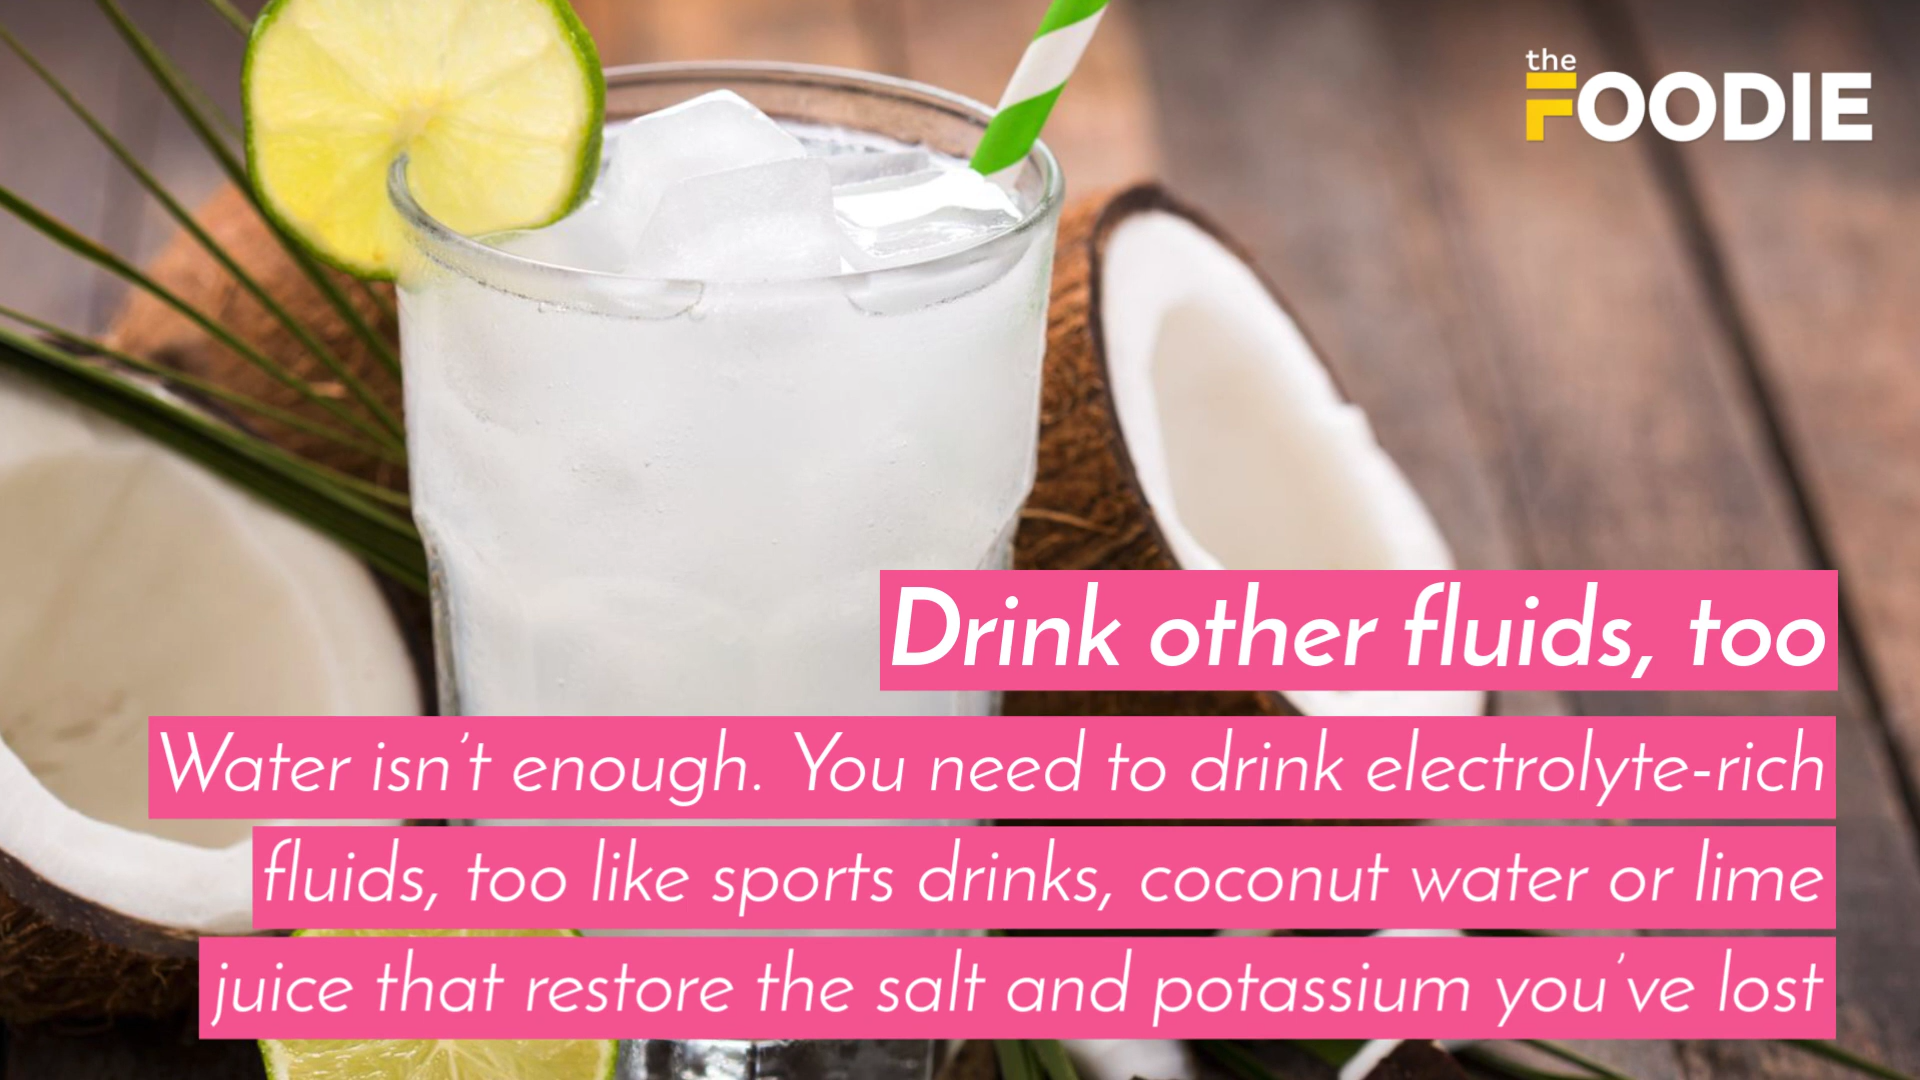 the
FOODIE
Drink other fluids, too
Water isn't enough. You need to drink electrolyte-rich
fluids, too like sports drinks, coconut water or lime
juice that restore the salt and potassium you've lost